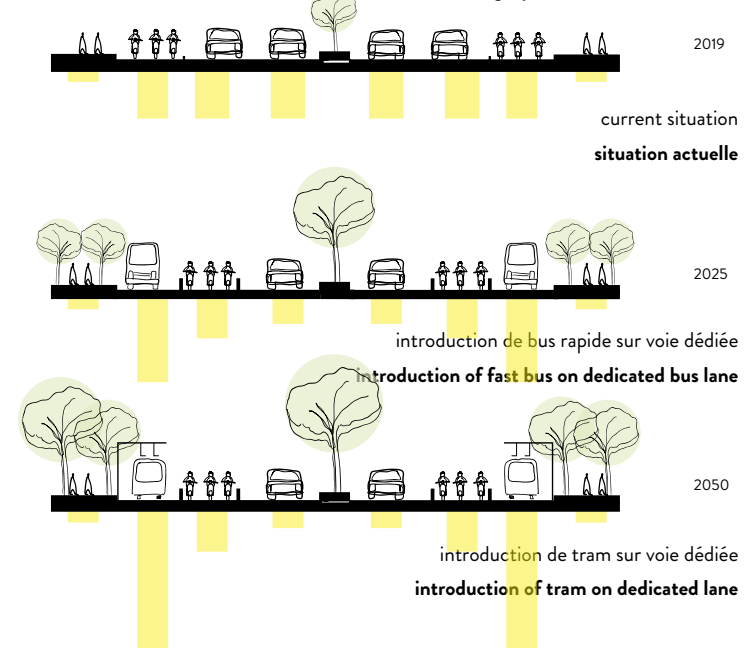 2019
current situation
situation actuelle
2025
introduction de bus rapide sur voie dédiée
introduction of fast bus on dedicated bus lane
2050
introduction de tram sur voie dédiée
introduction of tram on dedicated lane